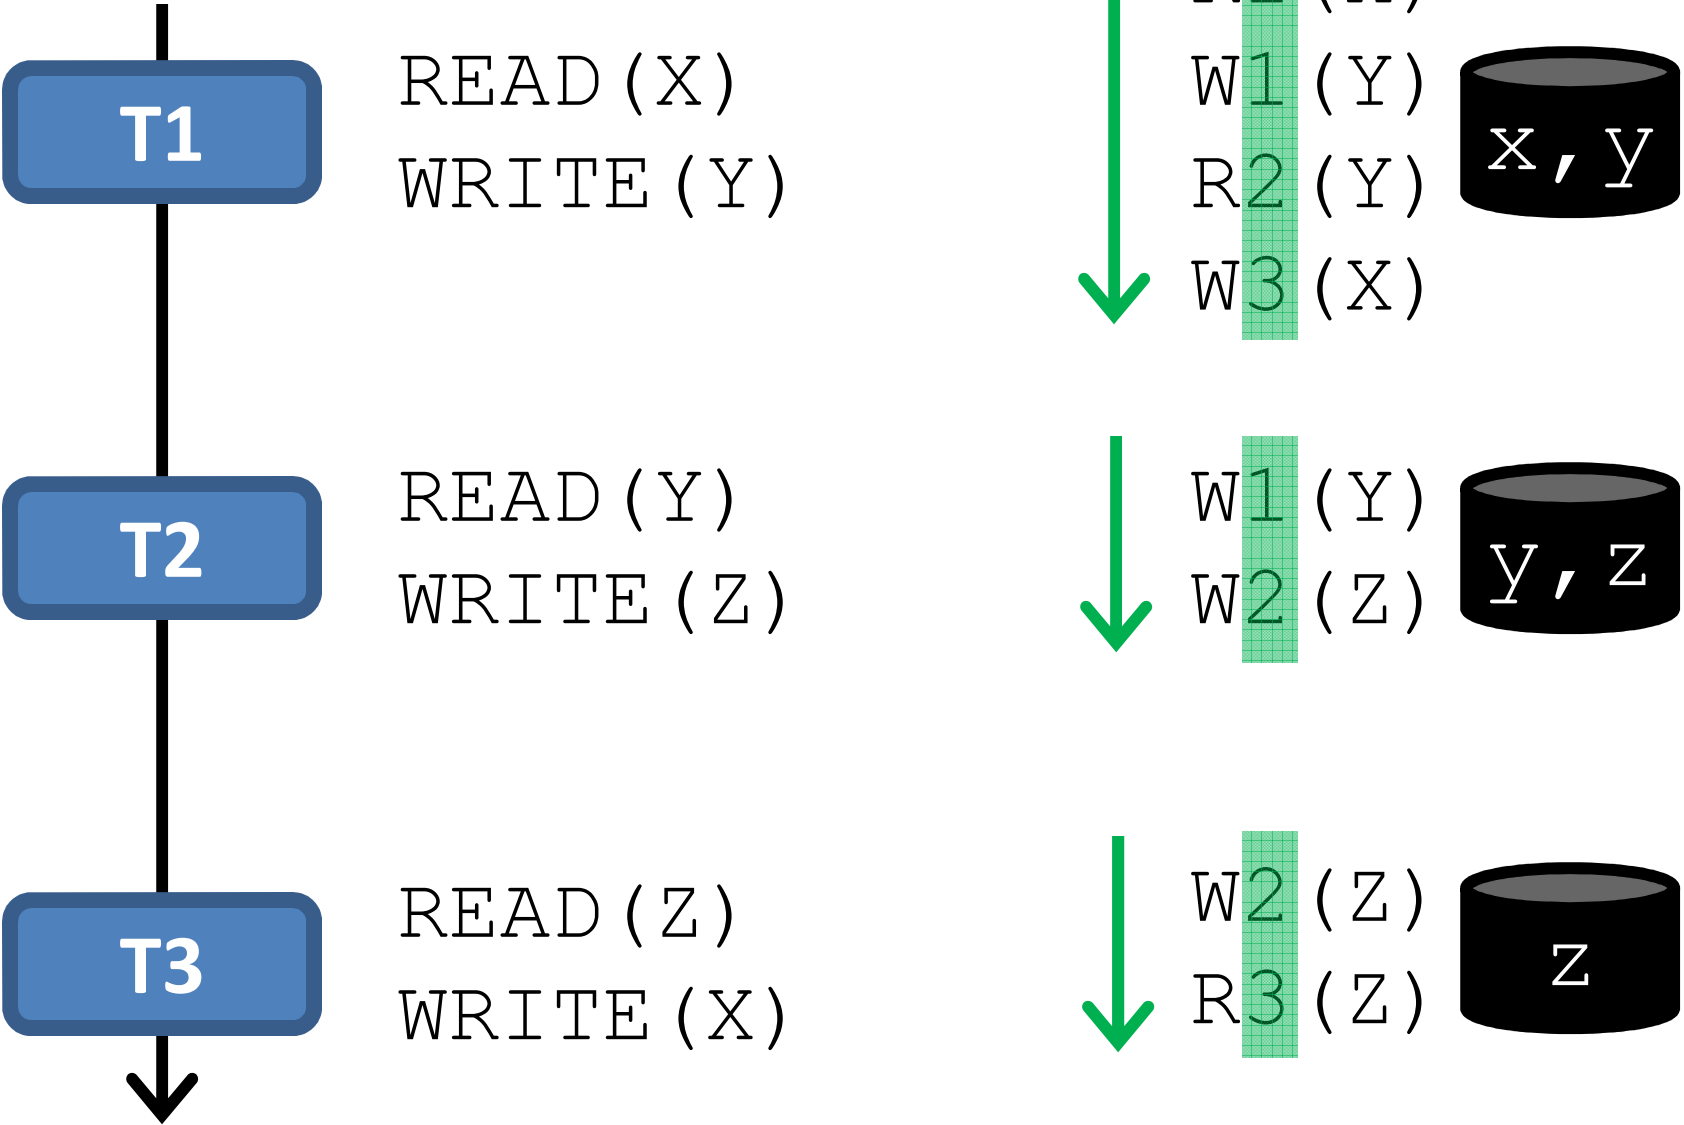 T1
READ(X)
WRITE(Y)
W1(Y)
R2(Y)
W3(X)
x,y
T2
READ(Y)
WRITE(Z)
W1(Y)
W2(Z)
y,z
T3
READ(Z)
WRITE(X)
W2(Z)
R3(Z)
z